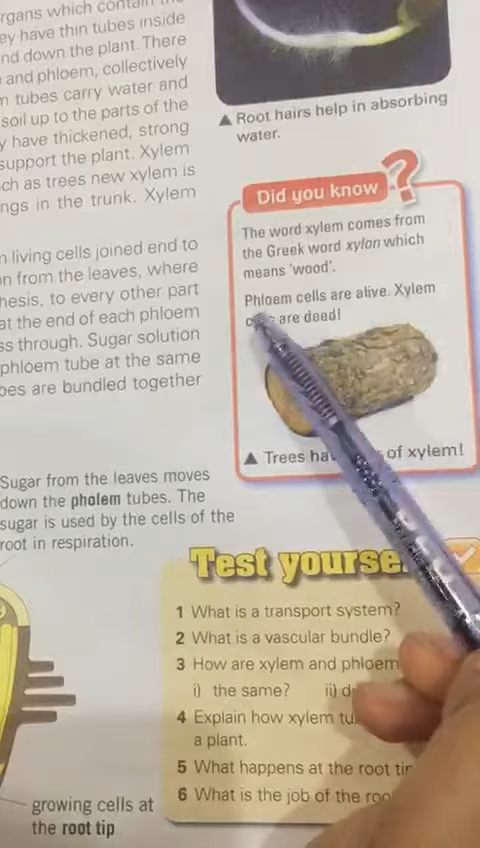 rgans which contain the
ey have thin tubes inside
nd down the plant. There
and phloem, collectively
tubes carry water and
soil up to the parts of the
y have thickened, strong
support the plant. Xylem
ch as trees new xylem is
ngs in the trunk. Xylem
n living cells joined end to
n from the leaves, where
hesis, to every other part
at the end of each phloem
ss through. Sugar solution
phloem tube at the same
bes are bundled together
▲ Root hairs help in absorbing
water.
Did you know ?
The word xylem comes from
the Greek word xylon which
means 'wood'.
Phloem cells are alive. Xylem
are dead!
▲ Trees of xylem!
Sugar from the leaves moves
down the pholem tubes. The
sugar is used by the cells of the
root in respiration.
Test yourse
1 What is a transport system?
2 What is a vascular bundle?
3 How are xylem and phloem
i) the same? ii) d
4 Explain how xylem tu
a plant.
5 What happens at the root tip
6 What is the job of the roo
growing cells at
the root tip